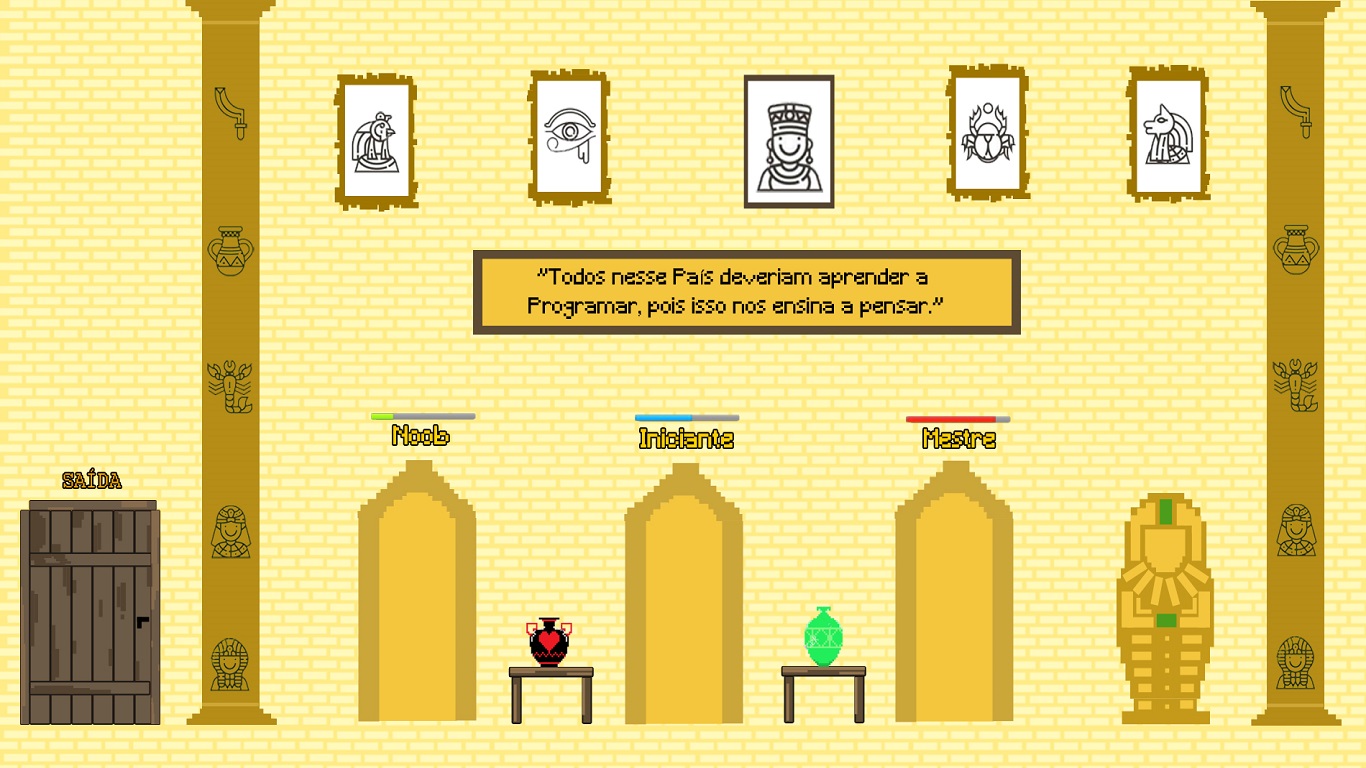 "Todos nesse País deveriam aprender a
Programar, pois isso nos ensina a pensar."
Noob
Iniciante
Mestre
SAÍDA